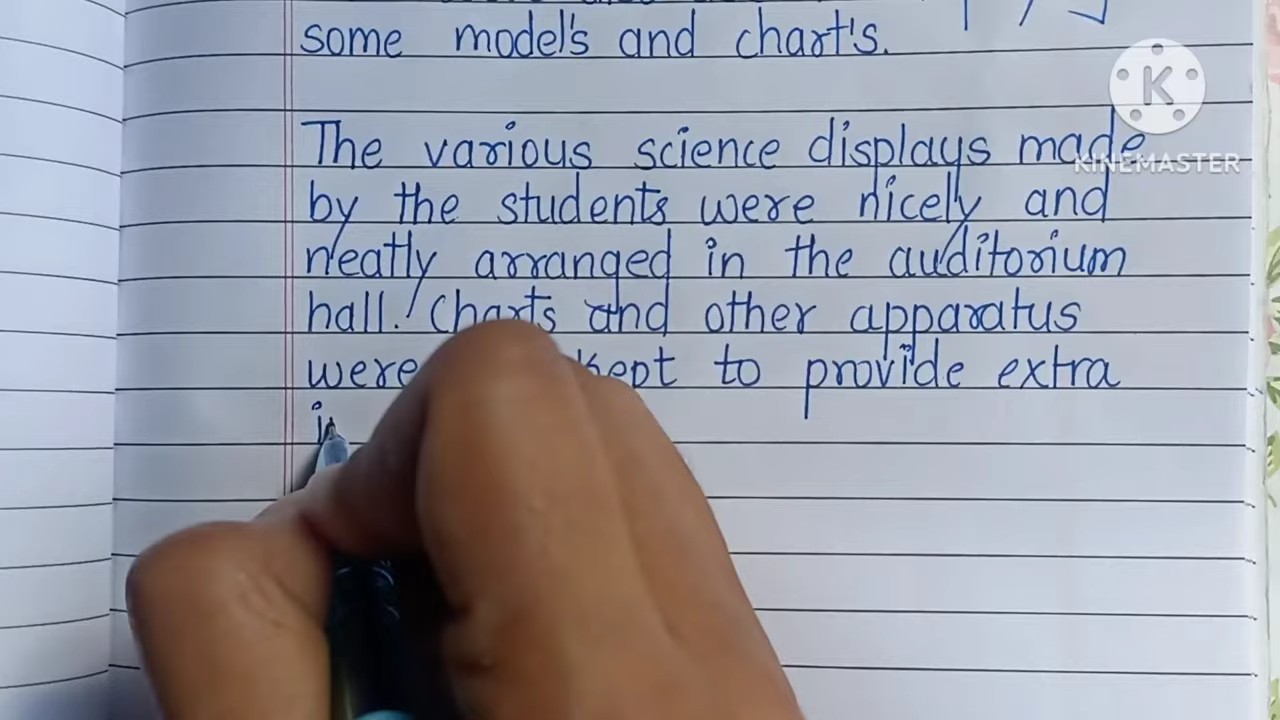 some model's and chart's.
The various science displays made
by the students were nicely and
neatly arranged in the auditorium
hall. Charts and other apparatus
were kept to provide extra
K
KINEMASTER